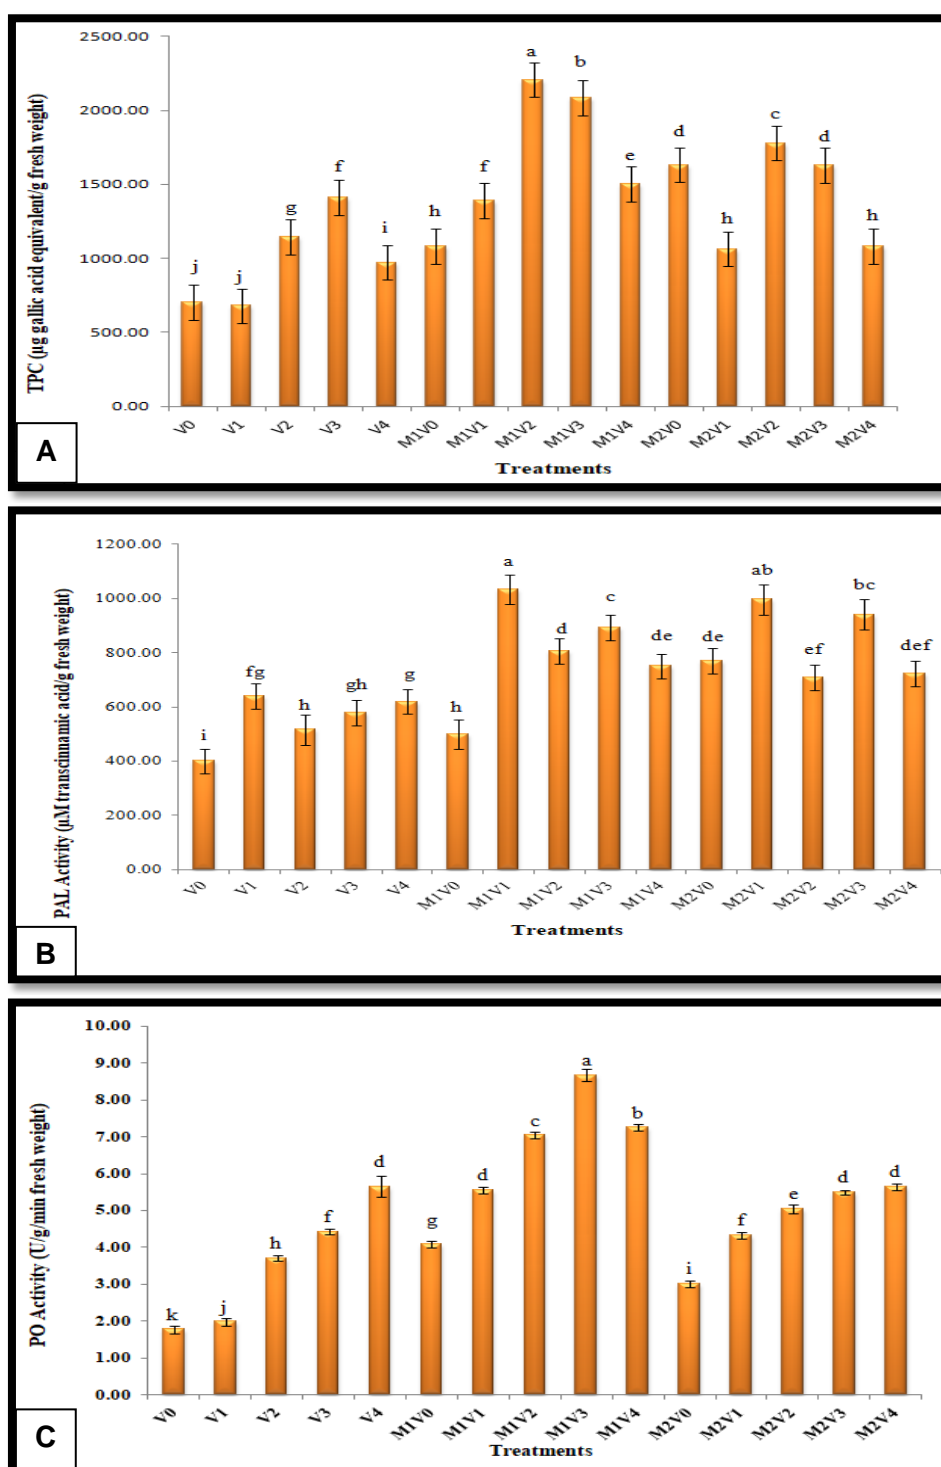 TPC (µg gallic acid equivalent/g fresh weight)
2500.00
2000.00
1500.00
1000.00
500.00
0.00
j j g f i h f a b e d h c d h
V0 V1 V2 V3 V4 M1V0 M1V1 M1V2 M1V3 M1V4 M2V0 M2V1 M2V2 M2V3 M2V4
Treatments
A
PAL Activity (µM transcinnamic acid/g fresh weight)
1200.00
1000.00
800.00
600.00
400.00
200.00
0.00
i fg h gh g h a d c de de ab ef bc def
V0 V1 V2 V3 V4 M1V0 M1V1 M1V2 M1V3 M1V4 M2V0 M2V1 M2V2 M2V3 M2V4
Treatments
B
PO Activity (U/g/min fresh weight)
10.00
9.00
8.00
7.00
6.00
5.00
4.00
3.00
2.00
1.00
0.00
k j h f d g d c a b i f e d d
V0 V1 V2 V3 V4 M1V0 M1V1 M1V2 M1V3 M1V4 M2V0 M2V1 M2V2 M2V3 M2V4
Treatments
C